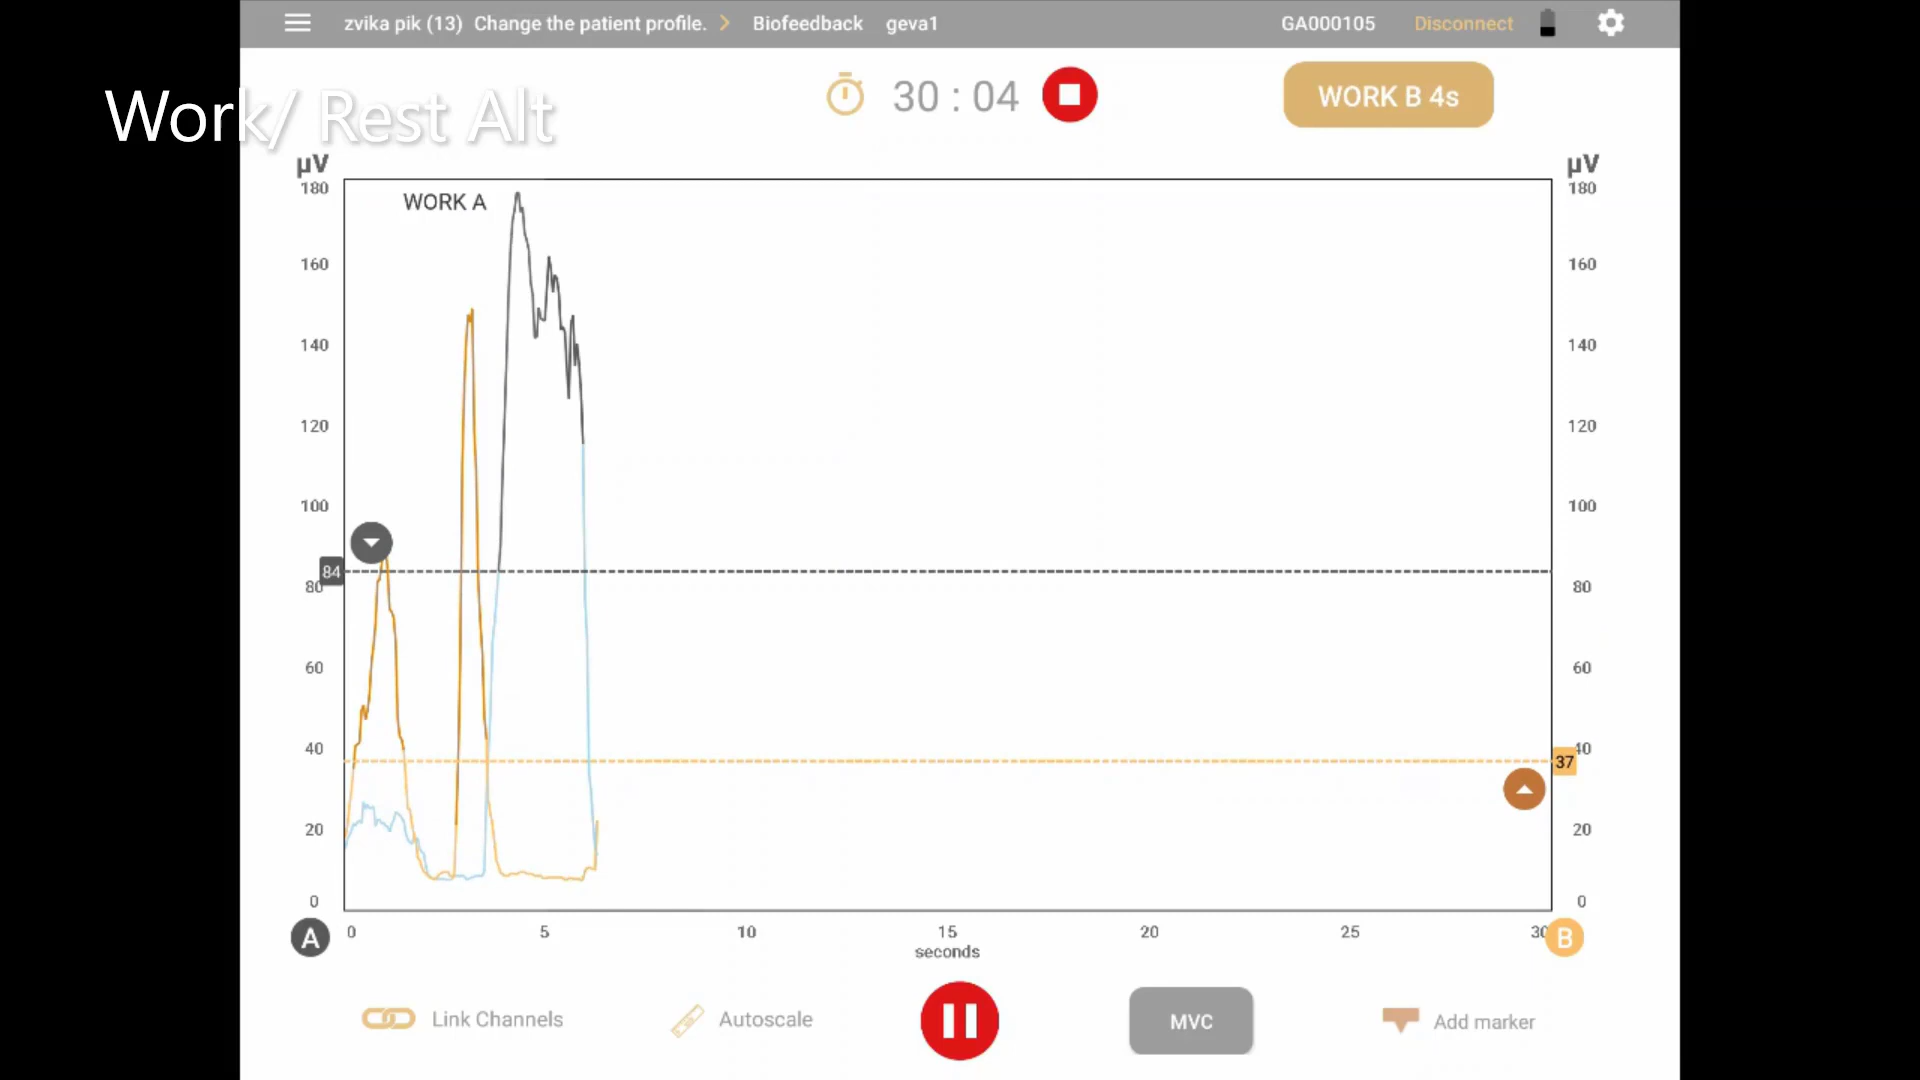 zvika pik (13) Change the patient profile. > Biofeedback geva1 GA000105 Disconnect
Work/ Rest Alt
30 : 04
WORK B 4s
µV
µV
WORK A
180
160
140
120
100
84
80
60
40
20
0
180
160
140
120
100
80
60
40
37
20
0
A 0 5 10 15 20 25 30 B
seconds
Link Channels Autoscale MVC Add marker